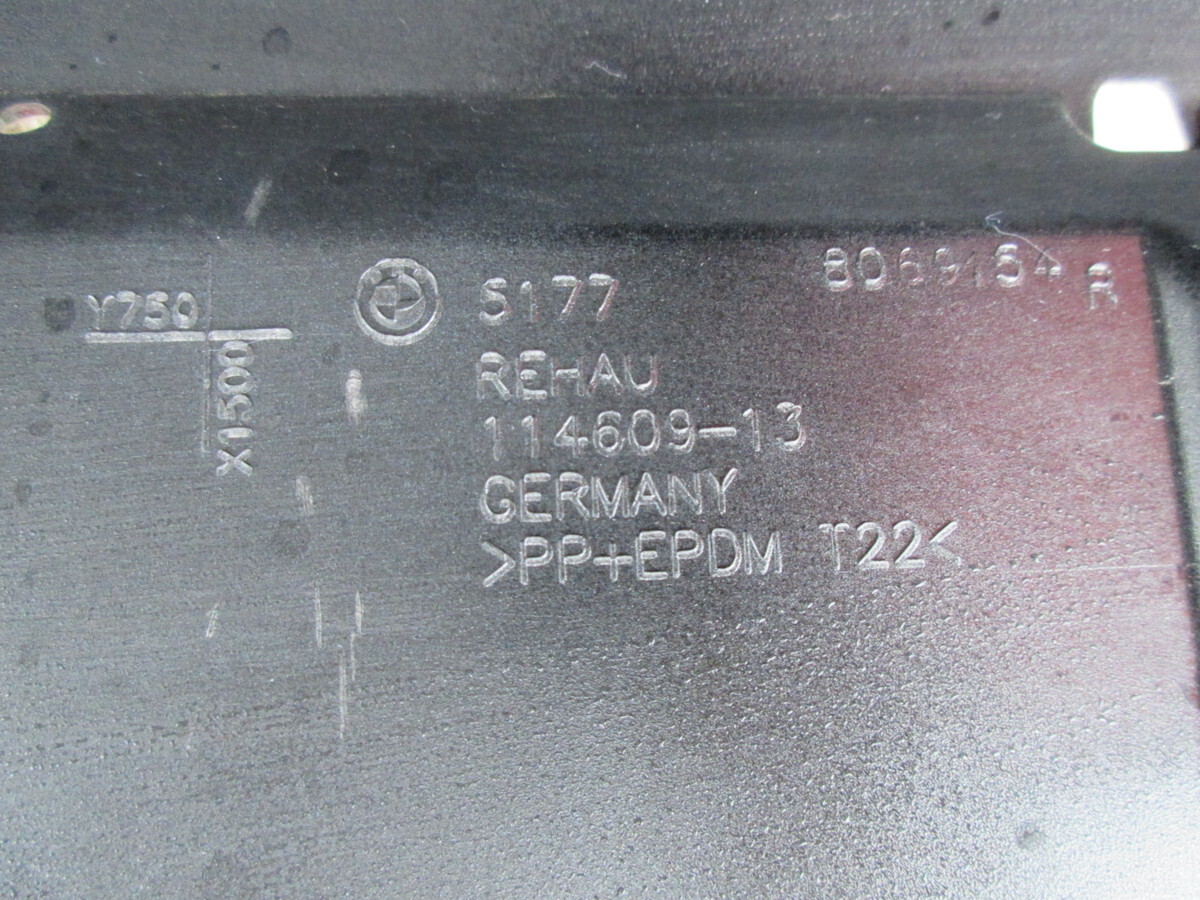 Y750
X1500
5177
8069154 R
REHAU
114609-13
GERMANY
>PP+EPDM T22<